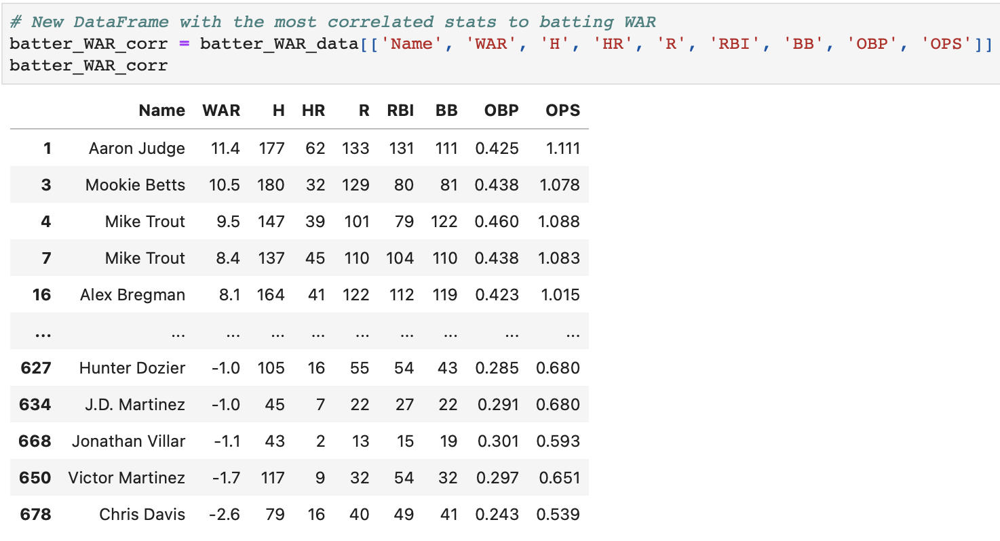 # New DataFrame with the most correlated stats to batting WAR
batter_WAR_corr = batter_WAR_data[['Name', 'WAR', 'H', 'HR', 'R', 'RBI', 'BB', 'OBP', 'OPS']]
batter_WAR_corr
Name WAR H HR R RBI BB OBP OPS
1 Aaron Judge 11.4 177 62 133 131 111 0.425 1.111
3 Mookie Betts 10.5 180 32 129 80 81 0.438 1.078
4 Mike Trout 9.5 147 39 101 79 122 0.460 1.088
7 Mike Trout 8.4 137 45 110 104 110 0.438 1.083
16 Alex Bregman 8.1 164 41 122 112 119 0.423 1.015
... ... ... ... ... ... ... ... ... ...
627 Hunter Dozier -1.0 105 16 55 54 43 0.285 0.680
634 J.D. Martinez -1.0 45 7 22 27 22 0.291 0.680
668 Jonathan Villar -1.1 43 2 13 15 19 0.301 0.593
650 Victor Martinez -1.7 117 9 32 54 32 0.297 0.651
678 Chris Davis -2.6 79 16 40 49 41 0.243 0.539